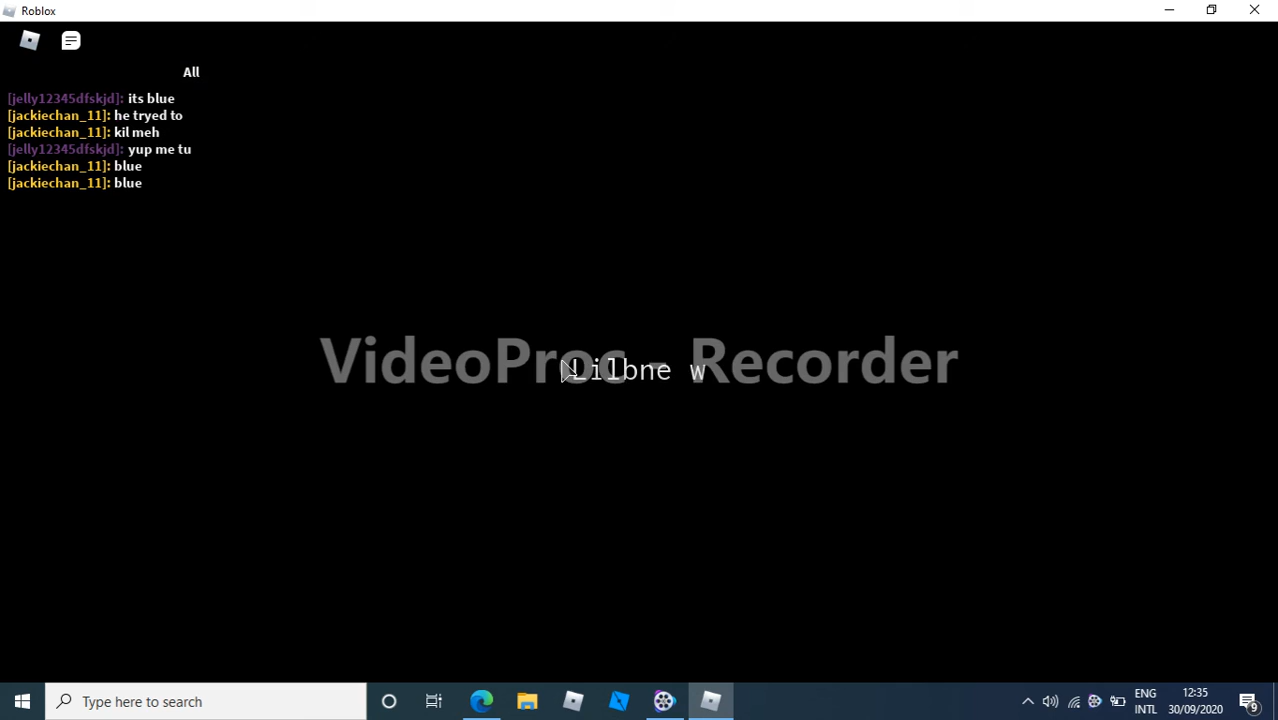 Roblox
All
[jelly12345dfskjd]: its blue
[jackiechan_11]: he tryed to
[jackiechan_11]: kil meh
[jelly12345dfskjd]: yup me tu
[jackiechan_11]: blue
[jackiechan_11]: blue
VideoProc - Recorder
Lilbne w
Type here to search
ENG
INTL
12:35
30/09/2020
9